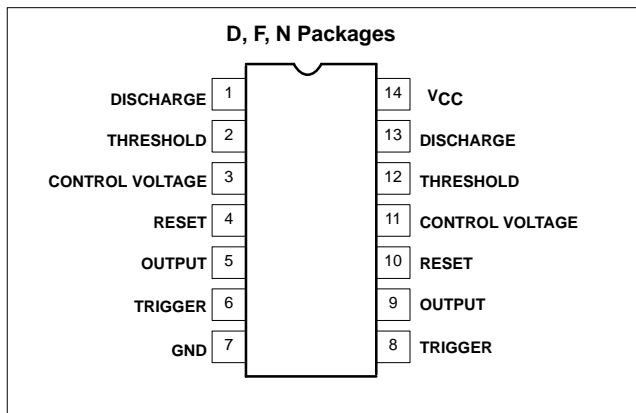 D, F, N Packages
DISCHARGE 1 14 VCC
THRESHOLD 2 13 DISCHARGE
CONTROL VOLTAGE 3 12 THRESHOLD
RESET 4 11 CONTROL VOLTAGE
OUTPUT 5 10 RESET
TRIGGER 6 9 OUTPUT
GND 7 8 TRIGGER